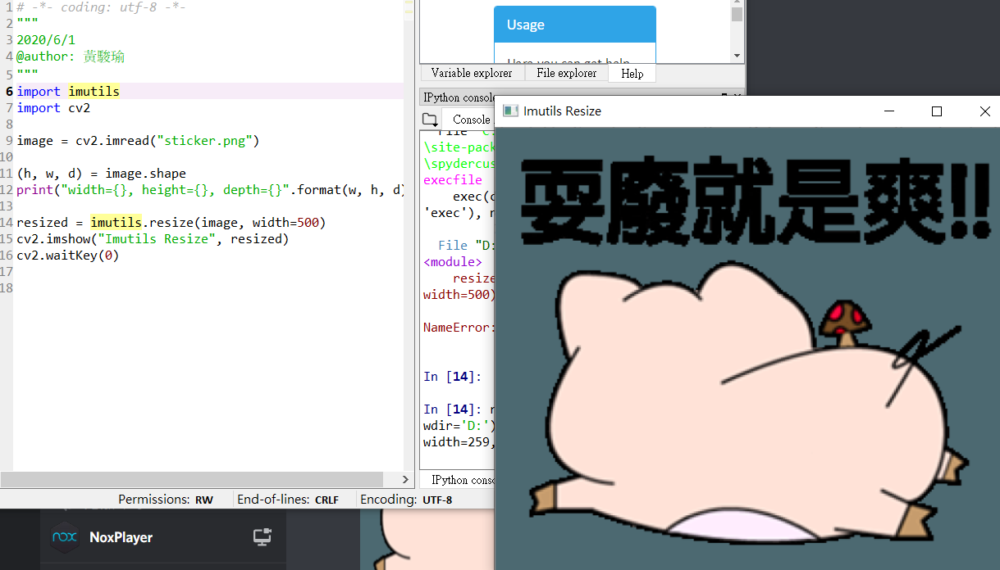 1 # -*- coding: utf-8 -*-
2 """
3 2020/6/1
4 @author: 黃駿瑜
5 """
6 import imutils
7 import cv2
8
9 image = cv2.imread("sticker.png")
10
11 (h, w, d) = image.shape
12 print("width={}, height={}, depth={}".format(w, h, d)
13
14 resized = imutils.resize(image, width=500)
15 cv2.imshow("Imutils Resize", resized)
16 cv2.waitKey(0)
17
18
Permissions: RW End-of-lines: CRLF Encoding: UTF-8
nox NoxPlayer
Usage
Here you can get help
Variable explorer File explorer Help
IPython console
Console
File
\site-pack
\spydercus
execfile
exec(c
'exec'), n
File "D:
<module>
resize
width=500)
NameError:
In [14]:
In [14]: r
wdir='D:')
width=259,
IPython conso
Imutils Resize
耍廢就是爽!!